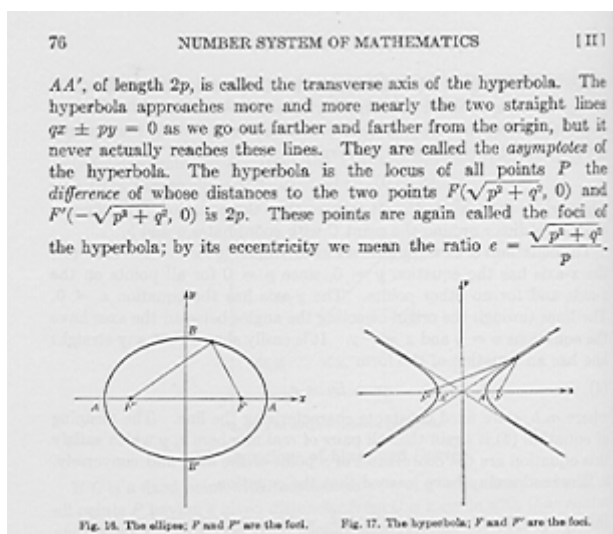 76 NUMBER SYSTEM OF MATHEMATICS [II]
AA′, of length 2p, is called the transverse axis of the hyperbola. The
hyperbola approaches more and more nearly the two straight lines
qx ± py = 0 as we go out farther and farther from the origin, but it
never actually reaches these lines. They are called the asymptotes of
the hyperbola. The hyperbola is the locus of all points P the
difference of whose distances to the two points F(√p² + q², 0) and
F′(−√p² + q², 0) is 2p. These points are again called the foci of
the hyperbola; by its eccentricity we mean the ratio e = √p² + q² / p.
y
B
A F′ F A x
B′
y
F′ A′ A F x
Fig. 16. The ellipse; F and F′ are the foci. Fig. 17. The hyperbola; F and F′ are the foci.